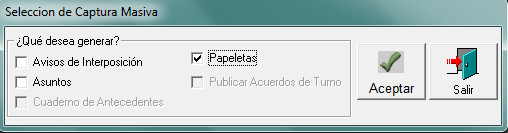 Seleccion de Captura Masiva
¿Qué desea generar?
Avisos de Interposición
Papeletas
Asuntos
Publicar Acuerdos de Turno
Cuaderno de Antecedentes
Aceptar
Salir